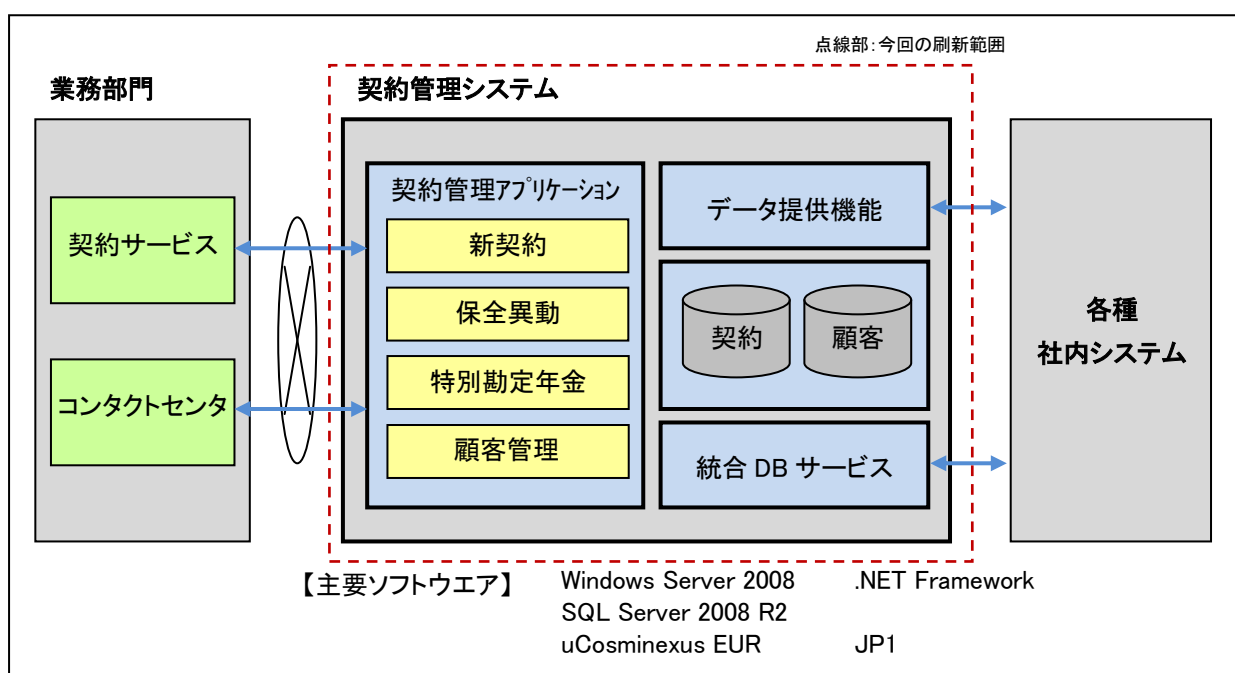 点線部：今回の刷新範囲
業務部門
契約管理システム
契約サービス
コンタクトセンタ
契約管理アプリケーション
新契約
保全異動
特別勘定年金
顧客管理
データ提供機能
契約
顧客
統合 DB サービス
各種
社内システム
【主要ソフトウエア】
Windows Server 2008
.NET Framework
SQL Server 2008 R2
uCosminexus EUR
JP1